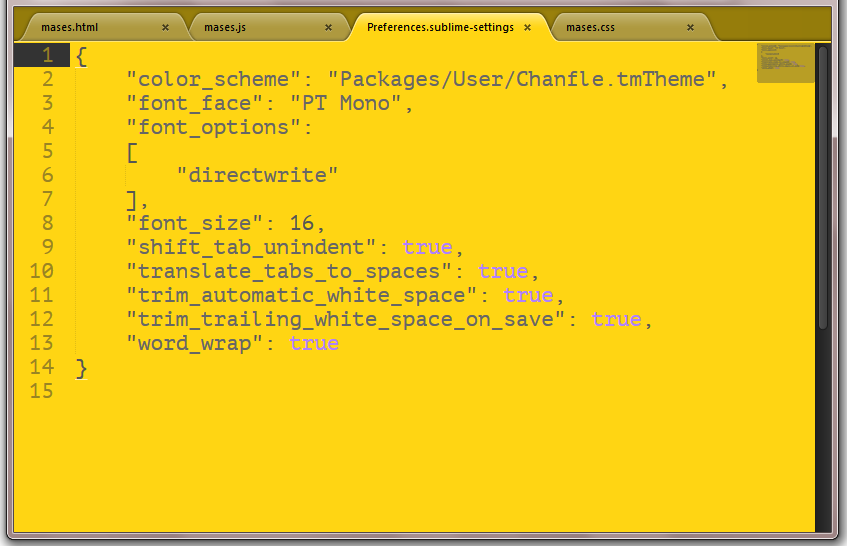 mases.html × mases.js × Preferences.sublime-settings × mases.css ×
1 {
2 "color_scheme": "Packages/User/Chanfle.tmTheme",
3 "font_face": "PT Mono",
4 "font_options":
5 [
6 "directwrite"
7 ],
8 "font_size": 16,
9 "shift_tab_unindent": true,
10 "translate_tabs_to_spaces": true,
11 "trim_automatic_white_space": true,
12 "trim_trailing_white_space_on_save": true,
13 "word_wrap": true
14 }
15